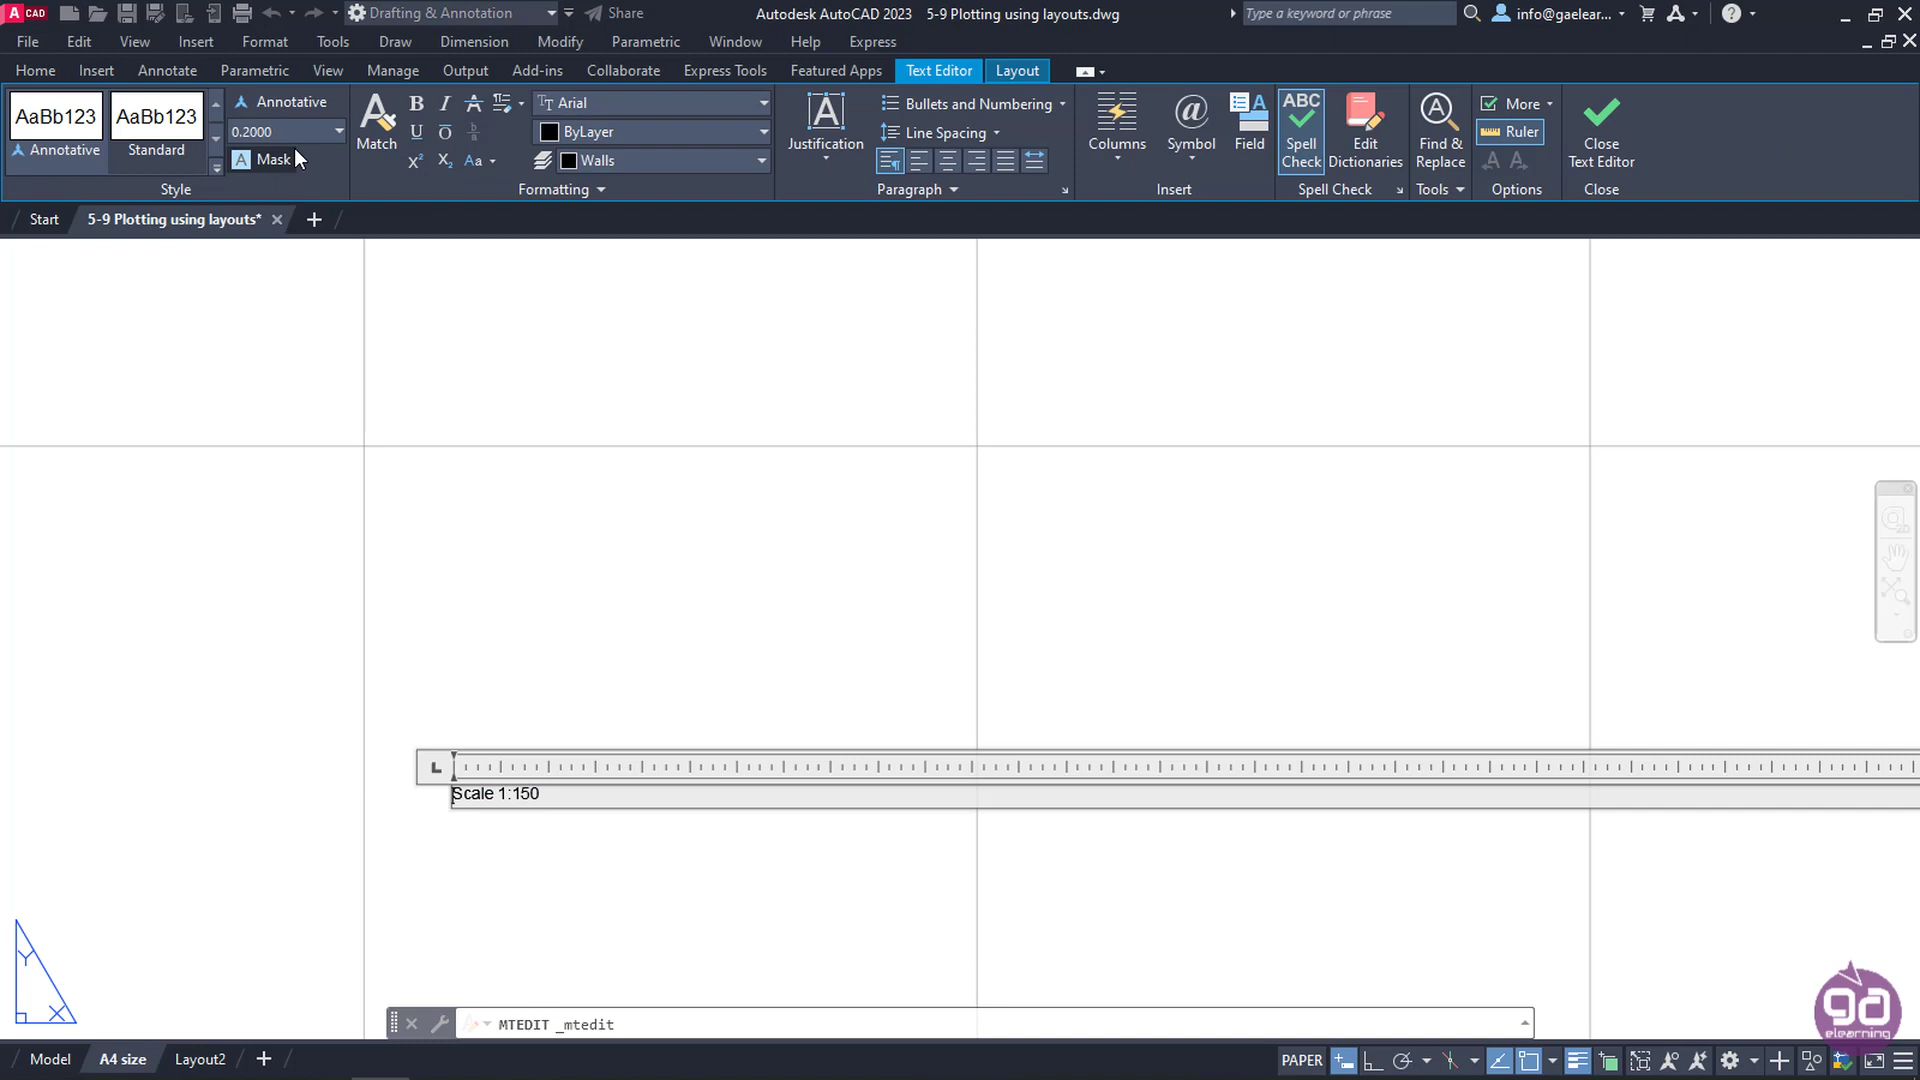 CAD
Drafting & Annotation
Share
Autodesk AutoCAD 2023 5-9 Plotting using layouts.dwg
Type a keyword or phrase
info@gaelear...
File Edit View Insert Format Tools Draw Dimension Modify Parametric Window Help Express
Home Insert Annotate Parametric View Manage Output Add-ins Collaborate Express Tools Featured Apps Text Editor Layout
AaBb123 AaBb123
Annotative Standard
Annotative
0.2000
Mask
Style
Match
Arial
ByLayer
Walls
Formatting
Justification
Bullets and Numbering
Line Spacing
Paragraph
Columns
Symbol
Field
Insert
ABC
Spell Check
Edit Dictionaries
Spell Check
Find & Replace
Tools
More
Ruler
Options
Close Text Editor
Close
Start 5-9 Plotting using layouts*
Scale 1:150
Y
X
MTEDIT _mtedit
ga
elearning
Model A4 size Layout2
PAPER